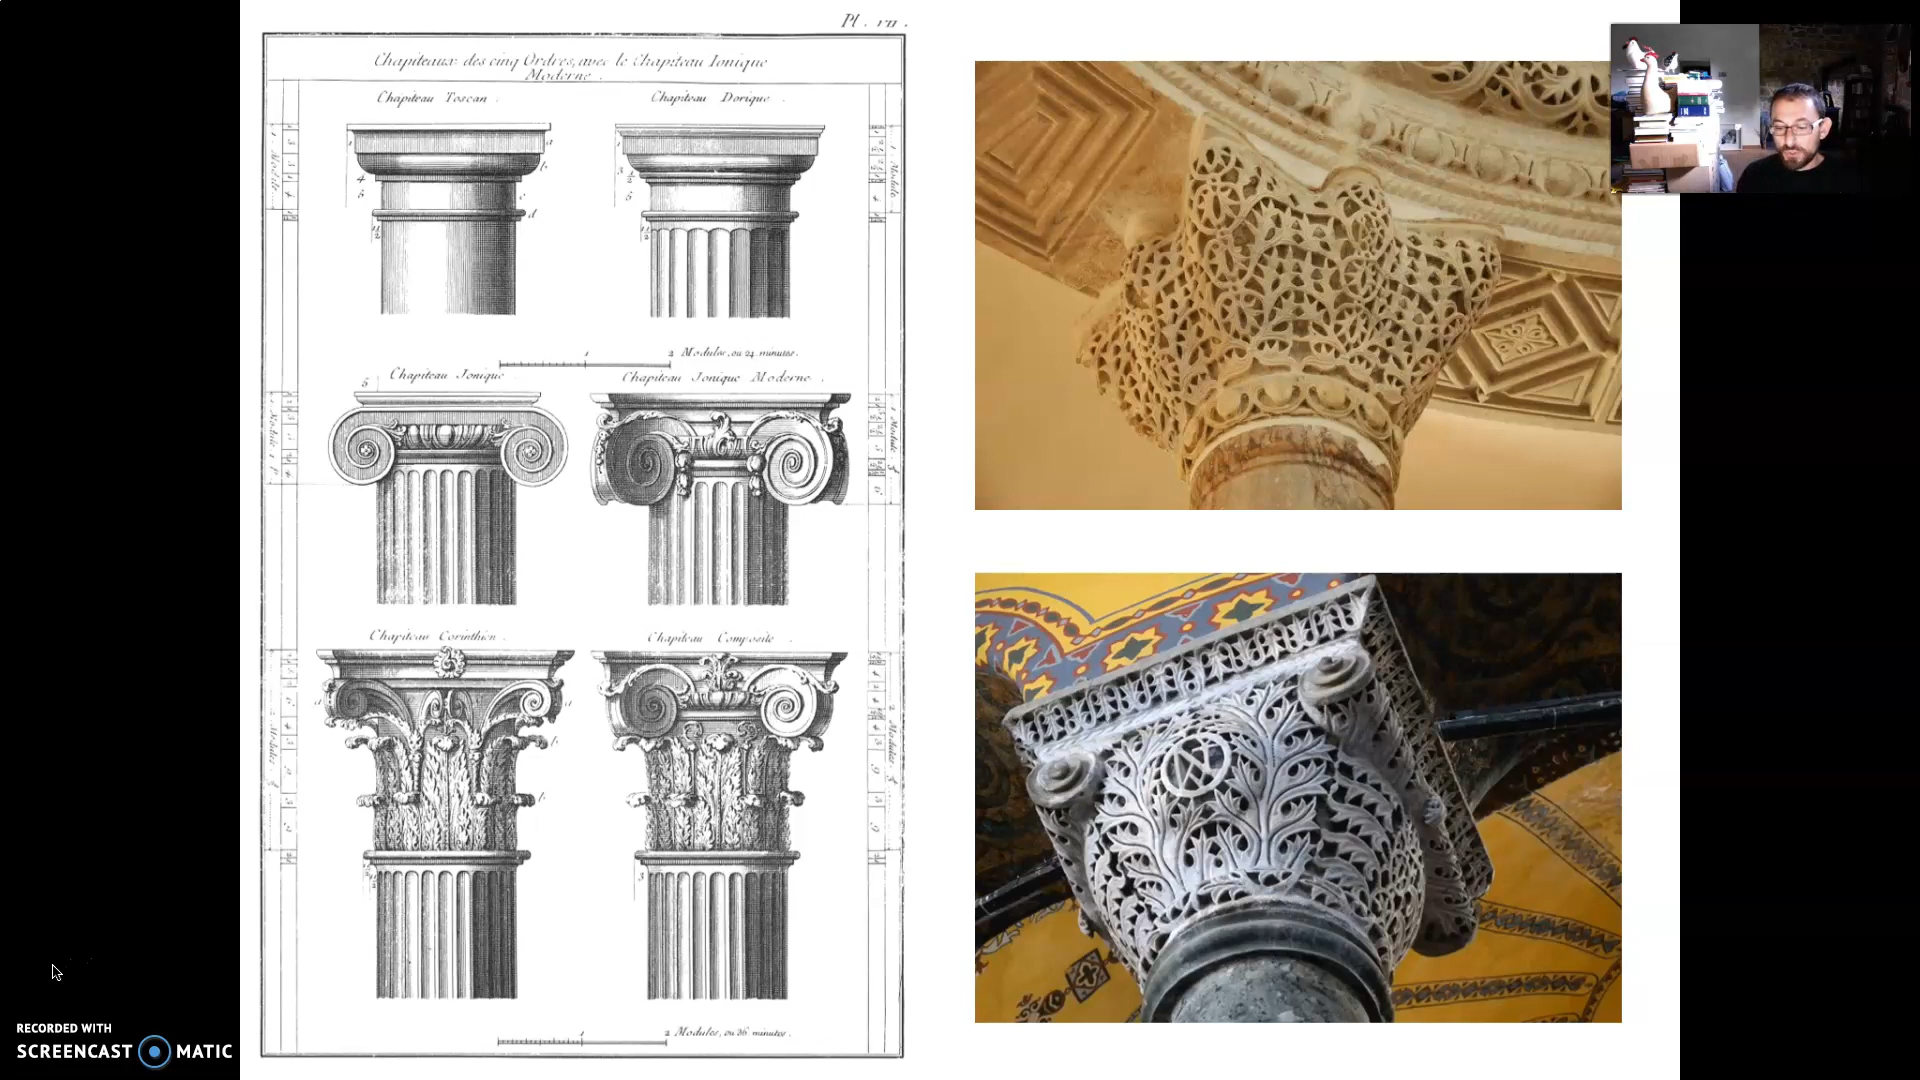 Pl. VII.
Chapiteaux des cinq Ordres, avec le Chapiteau Ionique
Moderne.
Chapiteau Toscan.
Chapiteau Dorique.
2 Modules, ou 24 minutes.
Chapiteau Ionique
Chapiteau Ionique Moderne.
Chapiteau Corinthien.
Chapiteau Composite.
2 Modules, ou 36 minutes.
RECORDED WITH
SCREENCAST MATIC